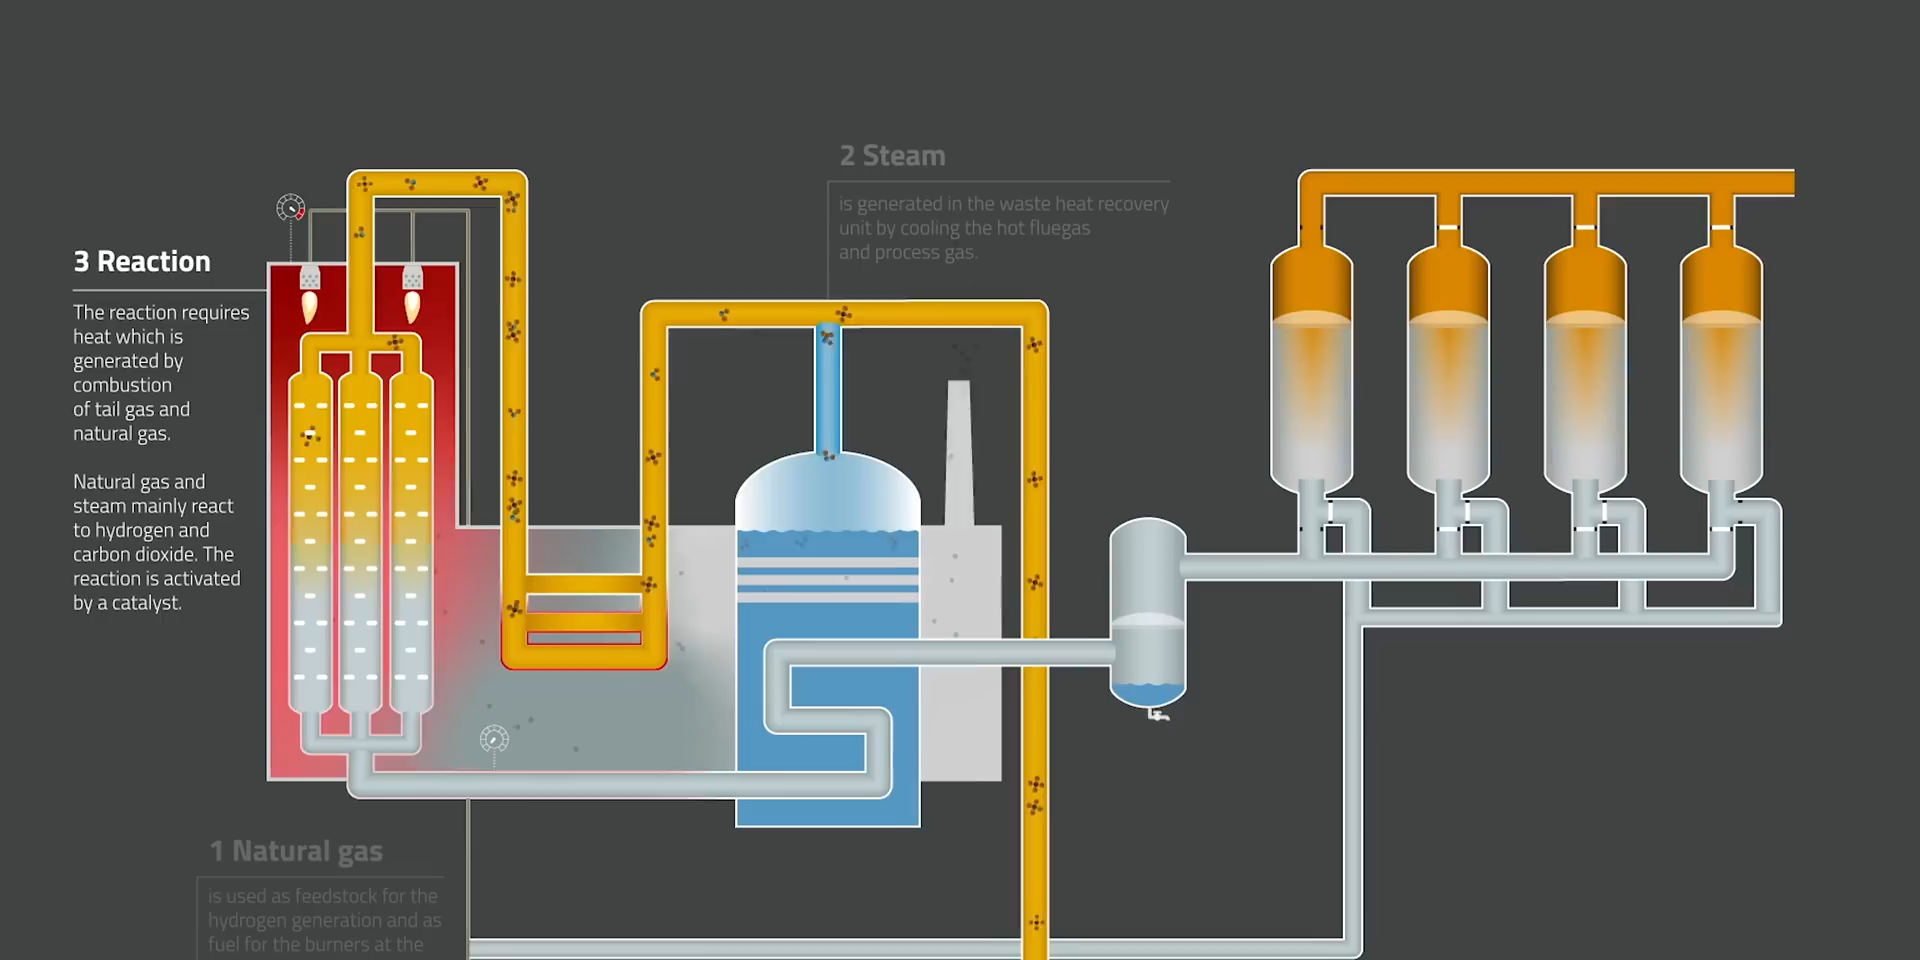 2 Steam
is generated in the waste heat recovery
unit by cooling the hot fluegas
and process gas.
3 Reaction
The reaction requires
heat which is
generated by
combustion
of tail gas and
natural gas.
Natural gas and
steam mainly react
to hydrogen and
carbon dioxide. The
reaction is activated
by a catalyst.
1 Natural gas
is used as feedstock for the
hydrogen generation and as
fuel for the burners at the